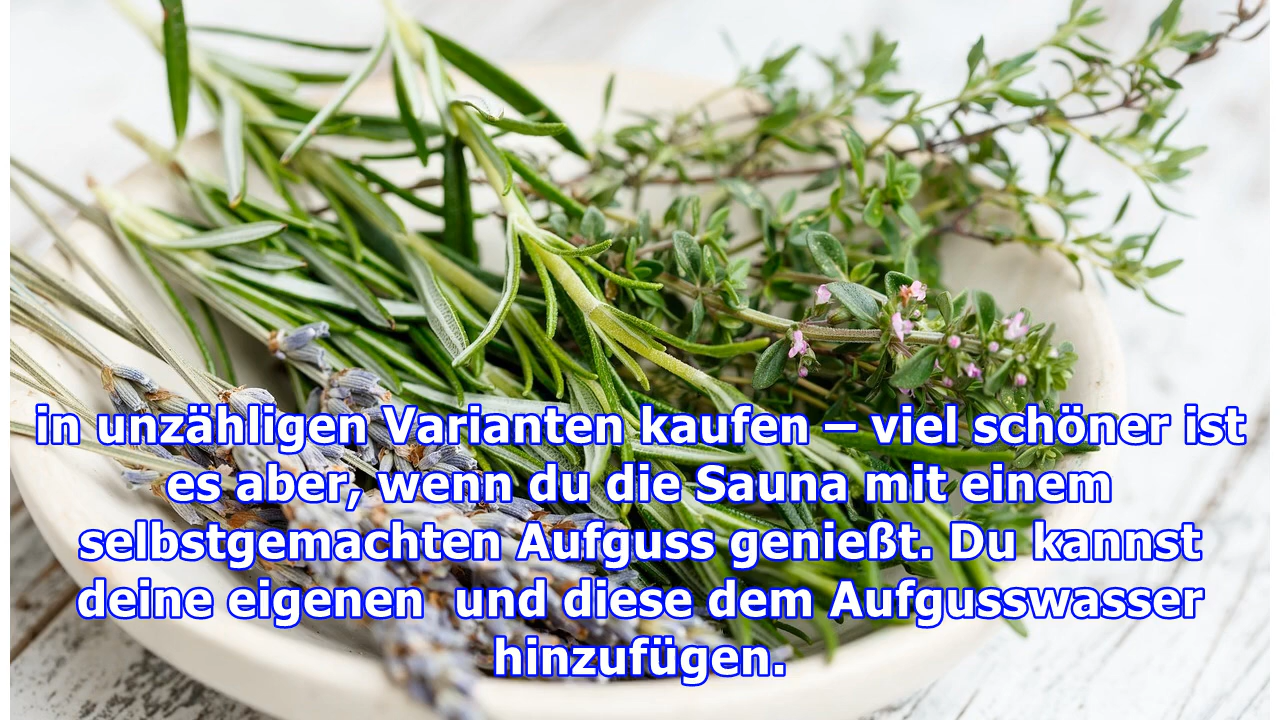 in unzähligen Varianten kaufen – viel schöner ist
es aber, wenn du die Sauna mit einem
selbstgemachten Aufguss genießt. Du kannst
deine eigenen  und diese dem Aufgusswasser
hinzufügen.